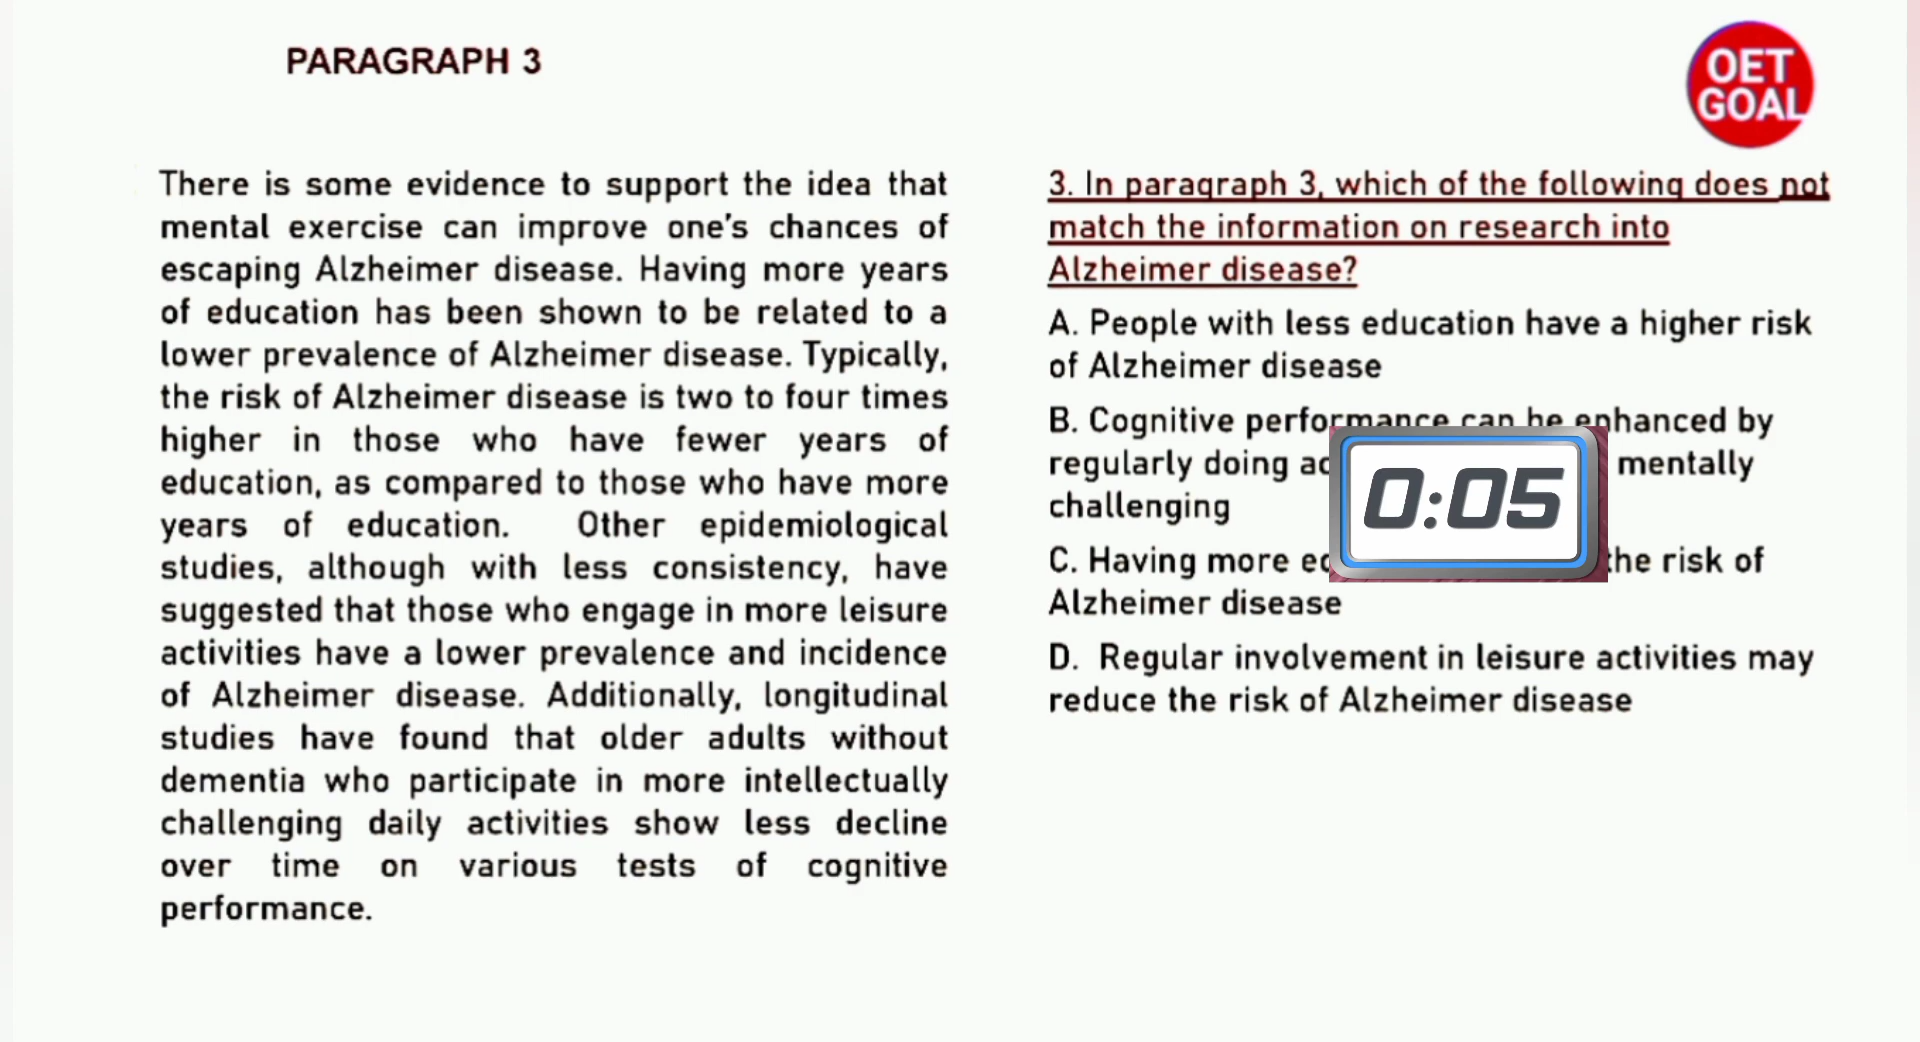 PARAGRAPH 3
OET
GOAL
There is some evidence to support the idea that
mental exercise can improve one's chances of
escaping Alzheimer disease. Having more years
of education has been shown to be related to a
lower prevalence of Alzheimer disease. Typically,
the risk of Alzheimer disease is two to four times
higher in those who have fewer years of
education, as compared to those who have more
years of education. Other epidemiological
studies, although with less consistency, have
suggested that those who engage in more leisure
activities have a lower prevalence and incidence
of Alzheimer disease. Additionally, longitudinal
studies have found that older adults without
dementia who participate in more intellectually
challenging daily activities show less decline
over time on various tests of cognitive
performance.
3. In paragraph 3, which of the following does not
match the information on research into
Alzheimer disease?
A. People with less education have a higher risk
of Alzheimer disease
B. Cognitive performance can be enhanced by
regularly doing mentally
challenging
C. Having more the risk of
Alzheimer disease
D. Regular involvement in leisure activities may
reduce the risk of Alzheimer disease
0:05